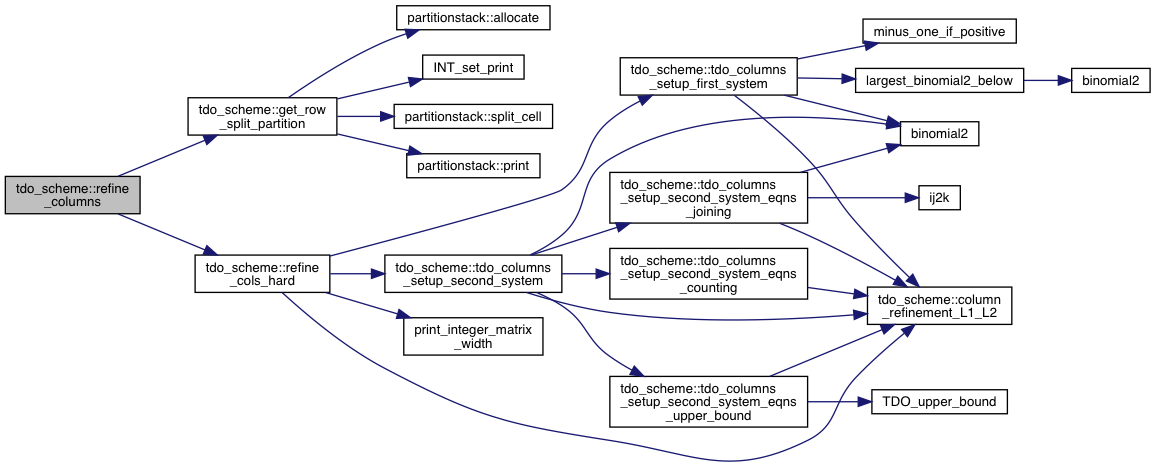 tdo_scheme::refine
_columns
tdo_scheme::get_row
_split_partition
partitionstack::allocate
INT_set_print
partitionstack::split_cell
partitionstack::print
tdo_scheme::refine
_cols_hard
tdo_scheme::tdo_columns
_setup_first_system
minus_one_if_positive
largest_binomial2_below
binomial2
binomial2
tdo_scheme::tdo_columns
_setup_second_system
tdo_scheme::tdo_columns
_setup_second_system_eqns
_joining
ij2k
tdo_scheme::tdo_columns
_setup_second_system_eqns
_counting
tdo_scheme::column
_refinement_L1_L2
print_integer_matrix
_width
tdo_scheme::tdo_columns
_setup_second_system_eqns
_upper_bound
TDO_upper_bound